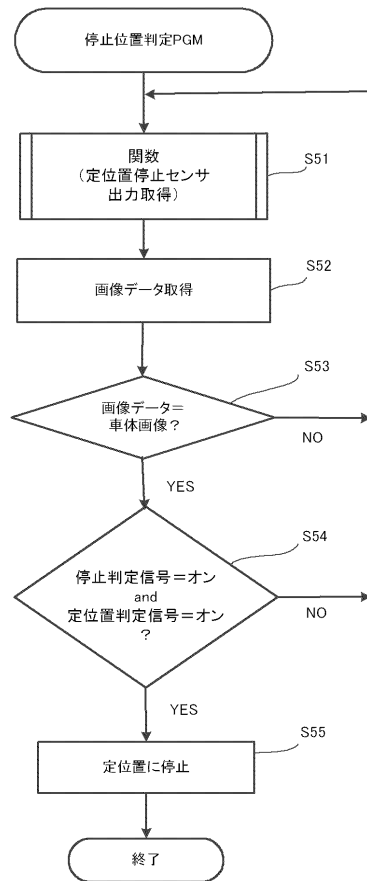 停止位置判定PGM
関数
(定位置停止センサ
出力取得)
S51
画像データ取得
S52
画像データ＝
車体画像?
S53
NO
YES
停止判定信号＝オン
and
定位置判定信号＝オン
?
S54
NO
YES
定位置に停止
S55
終了